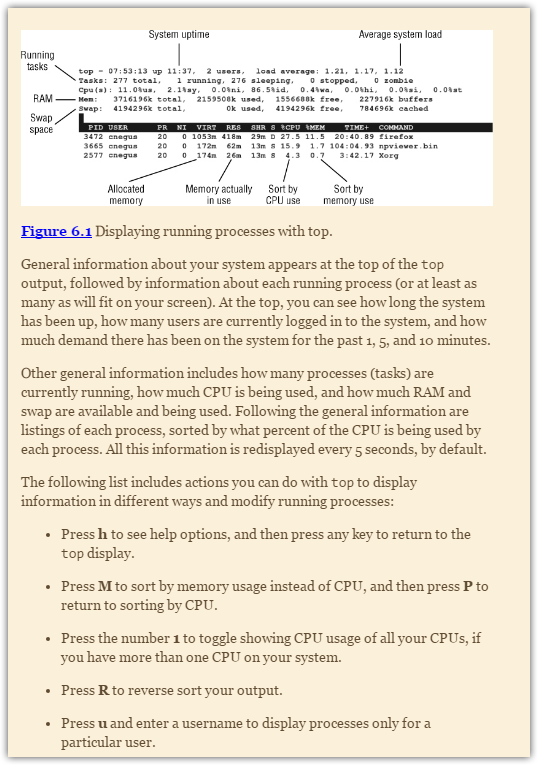 System uptime
Average system load
Running
tasks
top - 07:53:13 up 11:37, 2 users, load average: 1.21, 1.17, 1.12
Tasks: 277 total, 1 running, 276 sleeping, 0 stopped, 0 zombie
Cpu(s): 11.0%us, 2.1%sy, 0.0%ni, 86.5%id, 0.4%wa, 0.0%hi, 0.0%si, 0.0%st
RAM
Mem: 3716196k total, 2159508k used, 1556688k free, 227916k buffers
Swap: 4194296k total, 0k used, 4194296k free, 784696k cached
Swap
space
PID USER PR NI VIRT RES SHR S %CPU %MEM TIME+ COMMAND
3472 cnegus 20 0 1053m 418m 29m D 27.5 11.5 20:40.89 firefox
3665 cnegus 20 0 172m 62m 13m S 15.9 1.7 104:04.93 npviewer.bin
2577 cnegus 20 0 174m 26m 13m S 4.3 0.7 3:42.17 Xorg
Allocated
memory
Memory actually
in use
Sort by
CPU use
Sort by
memory use
Figure 6.1 Displaying running processes with top.
General information about your system appears at the top of the top
output, followed by information about each running process (or at least as
many as will fit on your screen). At the top, you can see how long the system
has been up, how many users are currently logged in to the system, and how
much demand there has been on the system for the past 1, 5, and 10 minutes.
Other general information includes how many processes (tasks) are
currently running, how much CPU is being used, and how much RAM and
swap are available and being used. Following the general information are
listings of each process, sorted by what percent of the CPU is being used by
each process. All this information is redisplayed every 5 seconds, by default.
The following list includes actions you can do with top to display
information in different ways and modify running processes:
• Press h to see help options, and then press any key to return to the
top display.
• Press M to sort by memory usage instead of CPU, and then press P to
return to sorting by CPU.
• Press the number 1 to toggle showing CPU usage of all your CPUs, if
you have more than one CPU on your system.
• Press R to reverse sort your output.
• Press u and enter a username to display processes only for a
particular user.